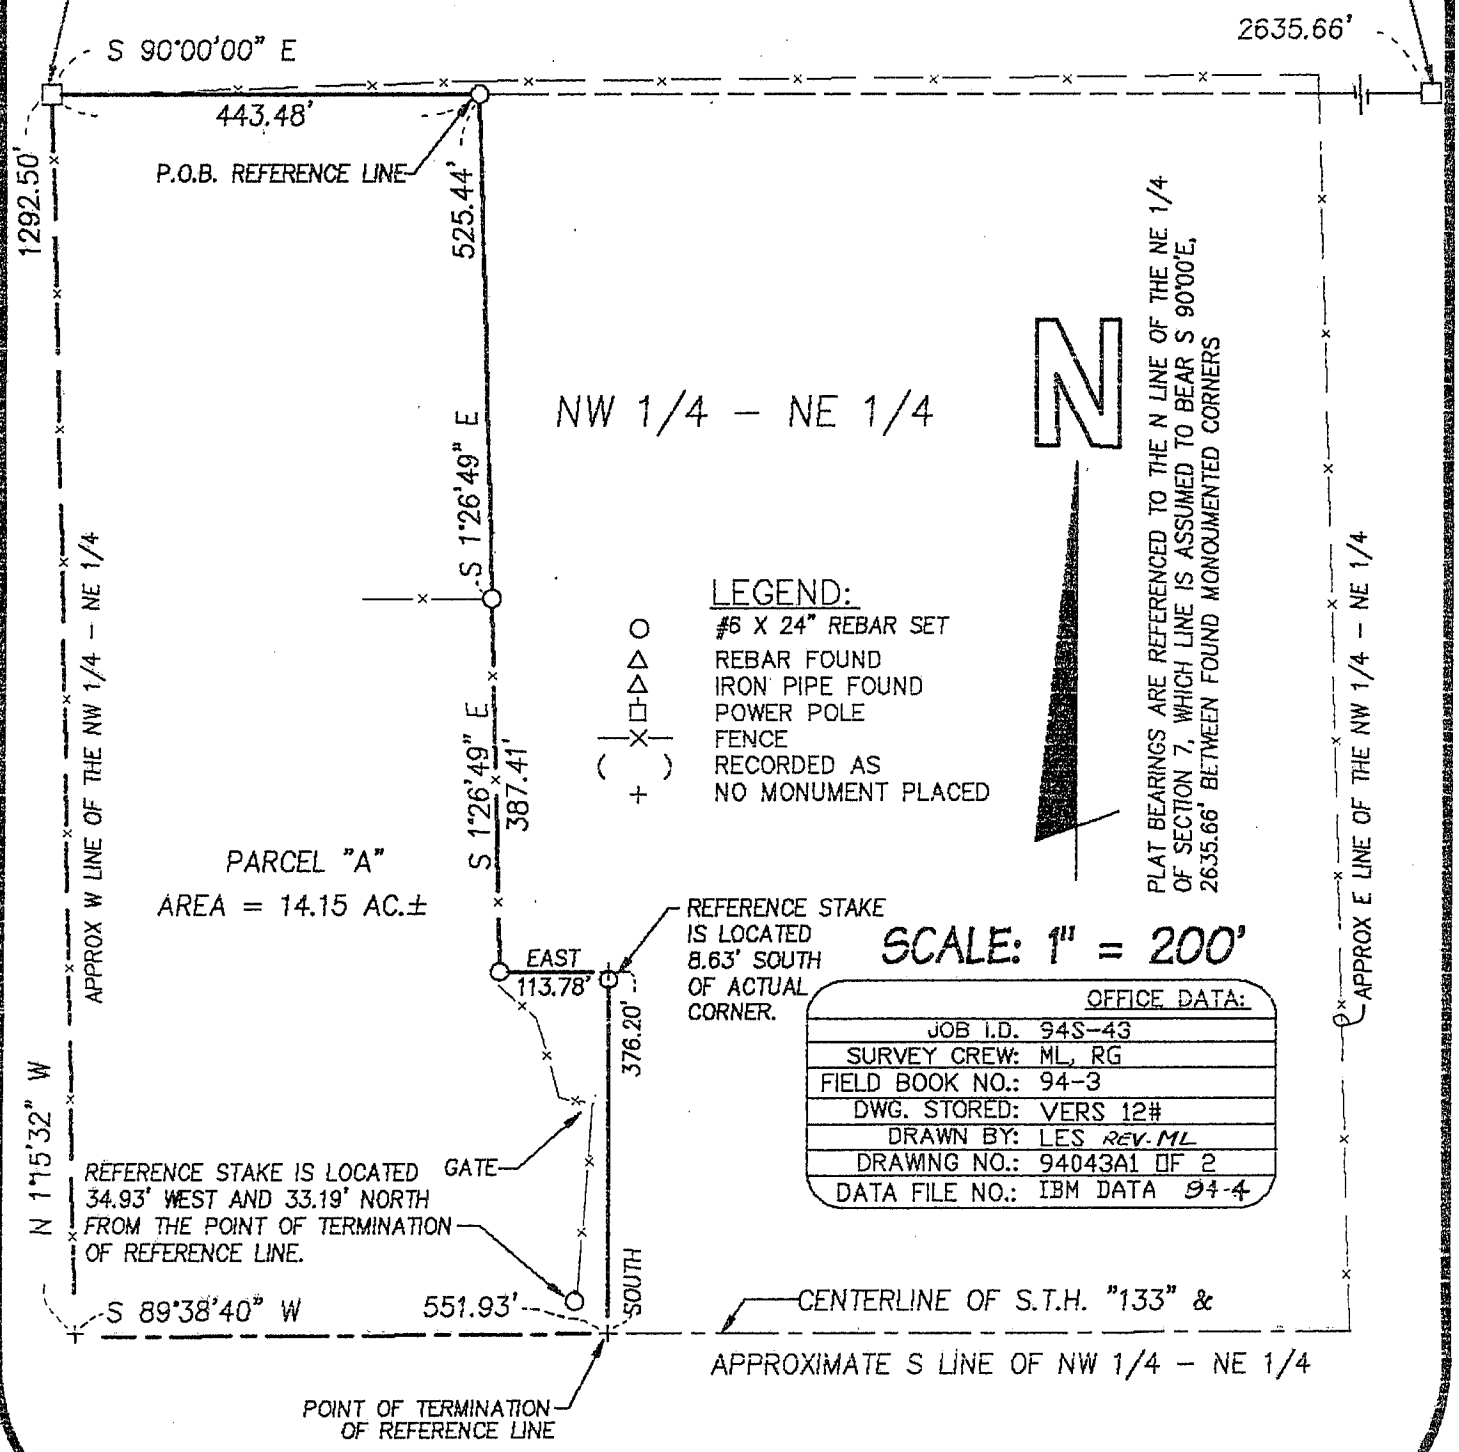 2635.66'
S 90°00'00" E
443.48'
1292.50'
P.O.B. REFERENCE LINE
525.44'
S 1°26'49" E
NW 1/4 - NE 1/4
N
PLAT BEARINGS ARE REFERENCED TO THE N LINE OF THE NE 1/4
OF SECTION 7, WHICH LINE IS ASSUMED TO BEAR S 90°00'E,
2635.66' BETWEEN FOUND MONOUMENTED CORNERS
LEGEND:
#6 X 24" REBAR SET
REBAR FOUND
IRON PIPE FOUND
POWER POLE
FENCE
( ) RECORDED AS
+ NO MONUMENT PLACED
APPROX W LINE OF THE NW 1/4 - NE 1/4
APPROX E LINE OF THE NW 1/4 - NE 1/4
S 1°26'49" E
387.41'
PARCEL "A"
AREA = 14.15 AC.±
EAST
113.78'
REFERENCE STAKE
IS LOCATED
8.63' SOUTH
OF ACTUAL
CORNER.
376.20'
SCALE: 1" = 200'
OFFICE DATA:
JOB I.D. 94S-43
SURVEY CREW: ML, RG
FIELD BOOK NO.: 94-3
DWG. STORED: VERS 12#
DRAWN BY: LES REV. ML
DRAWING NO.: 94043A1 OF 2
DATA FILE NO.: IBM DATA 94-4
N 1°15'32" W
GATE
REFERENCE STAKE IS LOCATED
34.93' WEST AND 33.19' NORTH
FROM THE POINT OF TERMINATION
OF REFERENCE LINE.
SOUTH
S 89°38'40" W
551.93'
CENTERLINE OF S.T.H. "133" &
APPROXIMATE S LINE OF NW 1/4 - NE 1/4
POINT OF TERMINATION
OF REFERENCE LINE